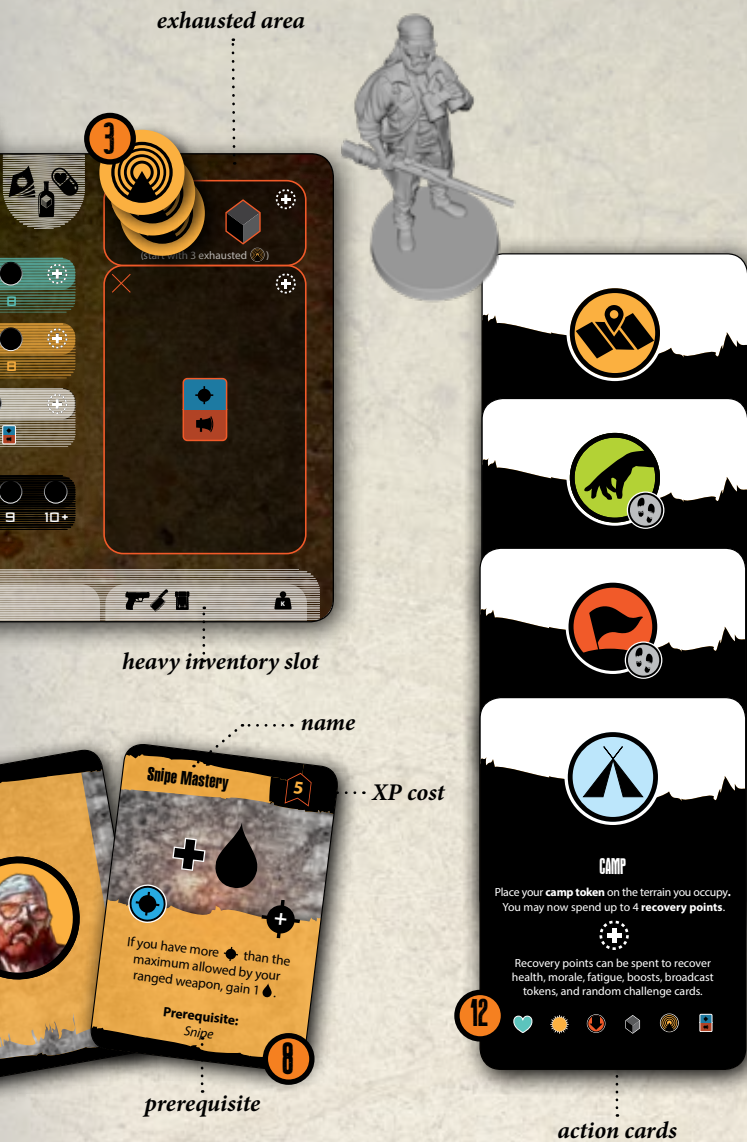 exhausted area
3
(start with 3 exhausted )
8
8
9 10+
K
heavy inventory slot
name
Snipe Mastery
5
XP cost
If you have more than the
maximum allowed by your
ranged weapon, gain 1 .
Prerequisite:
Snipe
8
prerequisite
CAMP
Place your camp token on the terrain you occupy.
You may now spend up to 4 recovery points.
Recovery points can be spent to recover
health, morale, fatigue, boosts, broadcast
tokens, and random challenge cards.
12
action cards